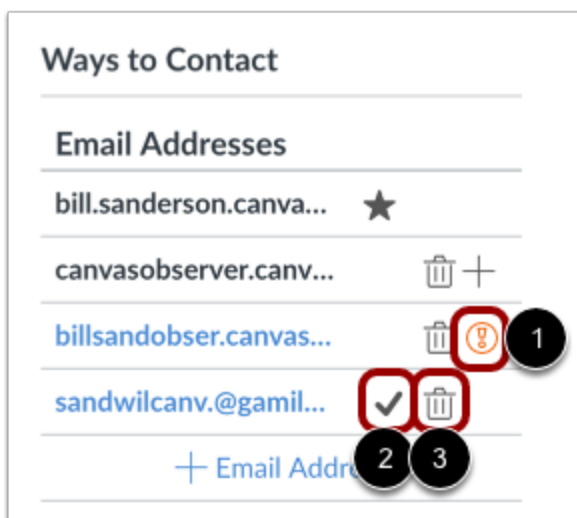 Ways to Contact
Email Addresses
bill.sanderson.canva...
canvasobserver.canv...
billsandobser.canvas...
1
sandwilcanv.@gamil...
+ Email Addre
2
3